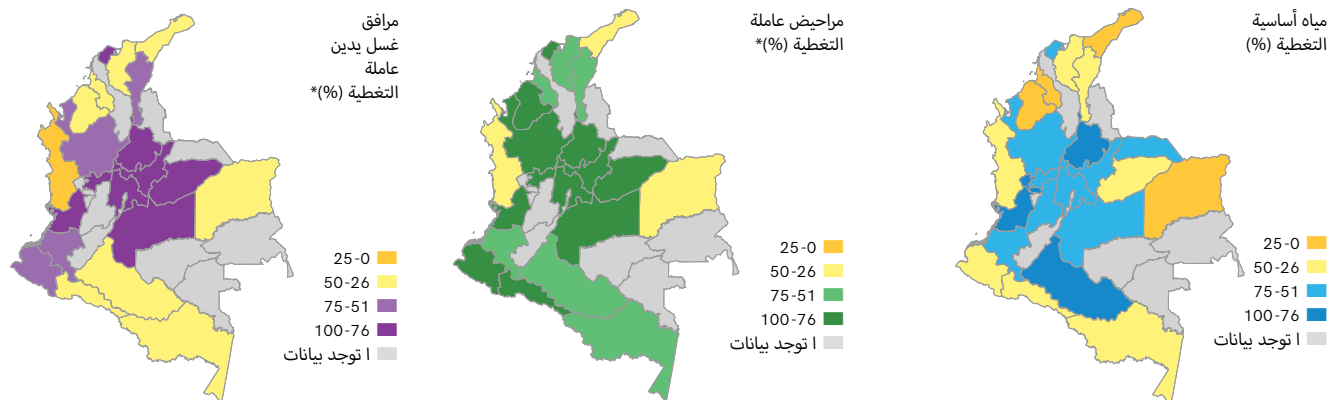 مياه أساسية
التغطية (%)
25-0
50-26
75-51
100-76
ا توجد بيانات
مراحيض عاملة
التغطية (%)*
25-0
50-26
75-51
100-76
ا توجد بيانات
مرافق
غسل يدين
عاملة
التغطية (%)*
25-0
50-26
75-51
100-76
ا توجد بيانات